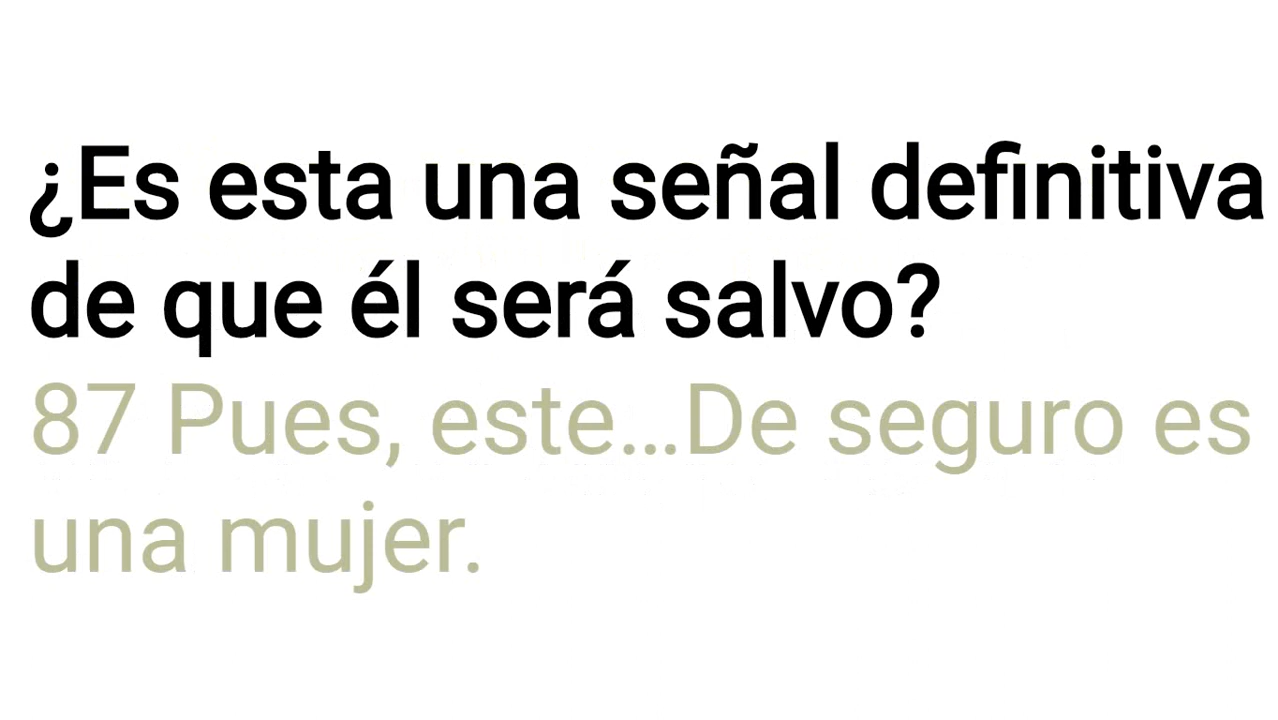 ¿Es esta una señal definitiva
de que él será salvo?
87 Pues, este...De seguro es
una mujer.